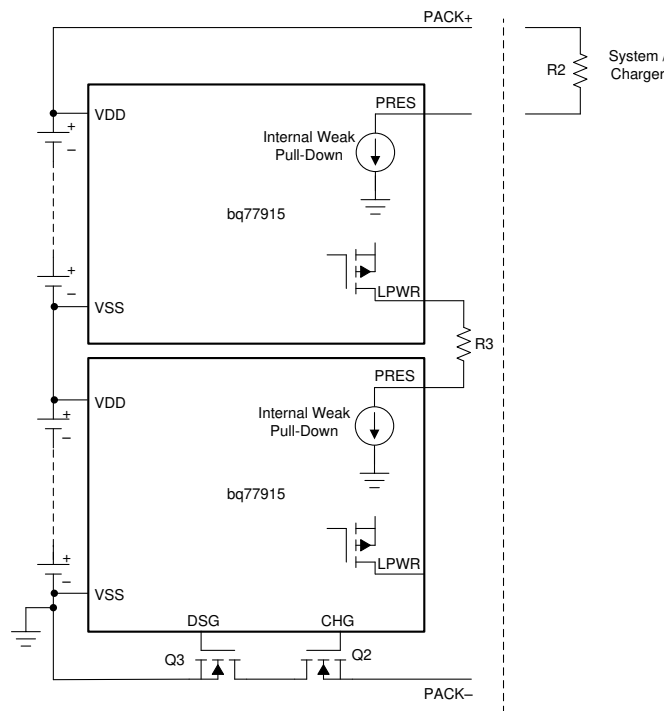 PACK+
R2
System /
Charger
VDD
PRES
+
–
Internal Weak
Pull-Down
bq77915
+
–
LPWR
VSS
R3
PRES
VDD
+
–
Internal Weak
Pull-Down
bq77915
+
–
LPWR
VSS
DSG
CHG
Q3
Q2
PACK–